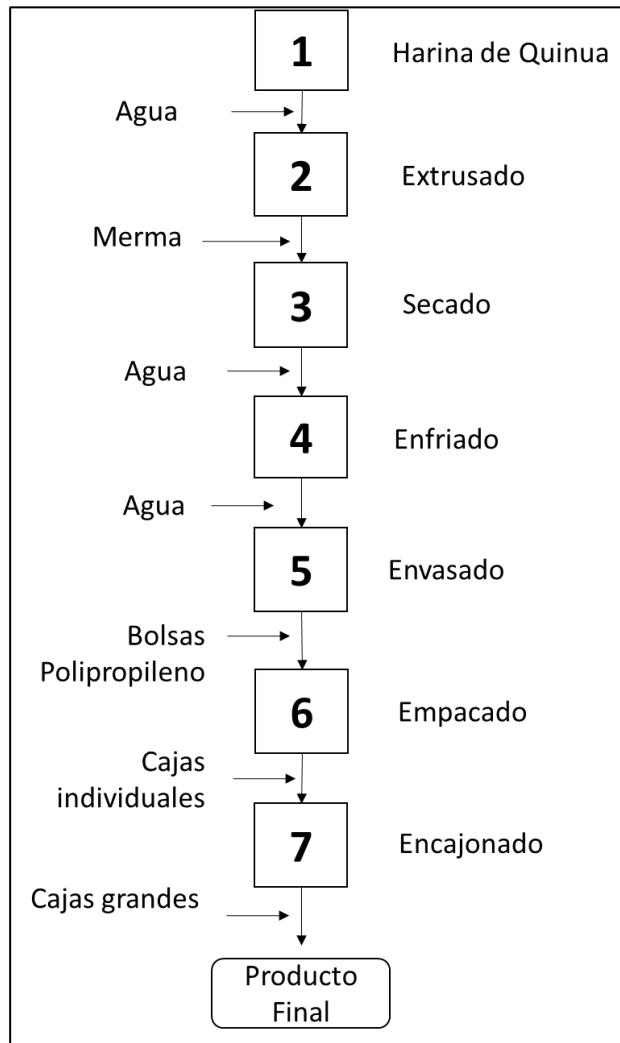 1 Harina de Quinua
Agua
2 Extrusado
Merma
3 Secado
Agua
4 Enfriado
Agua
5 Envasado
Bolsas
Polipropileno
6 Empacado
Cajas
individuales
7 Encajonado
Cajas grandes
Producto
Final